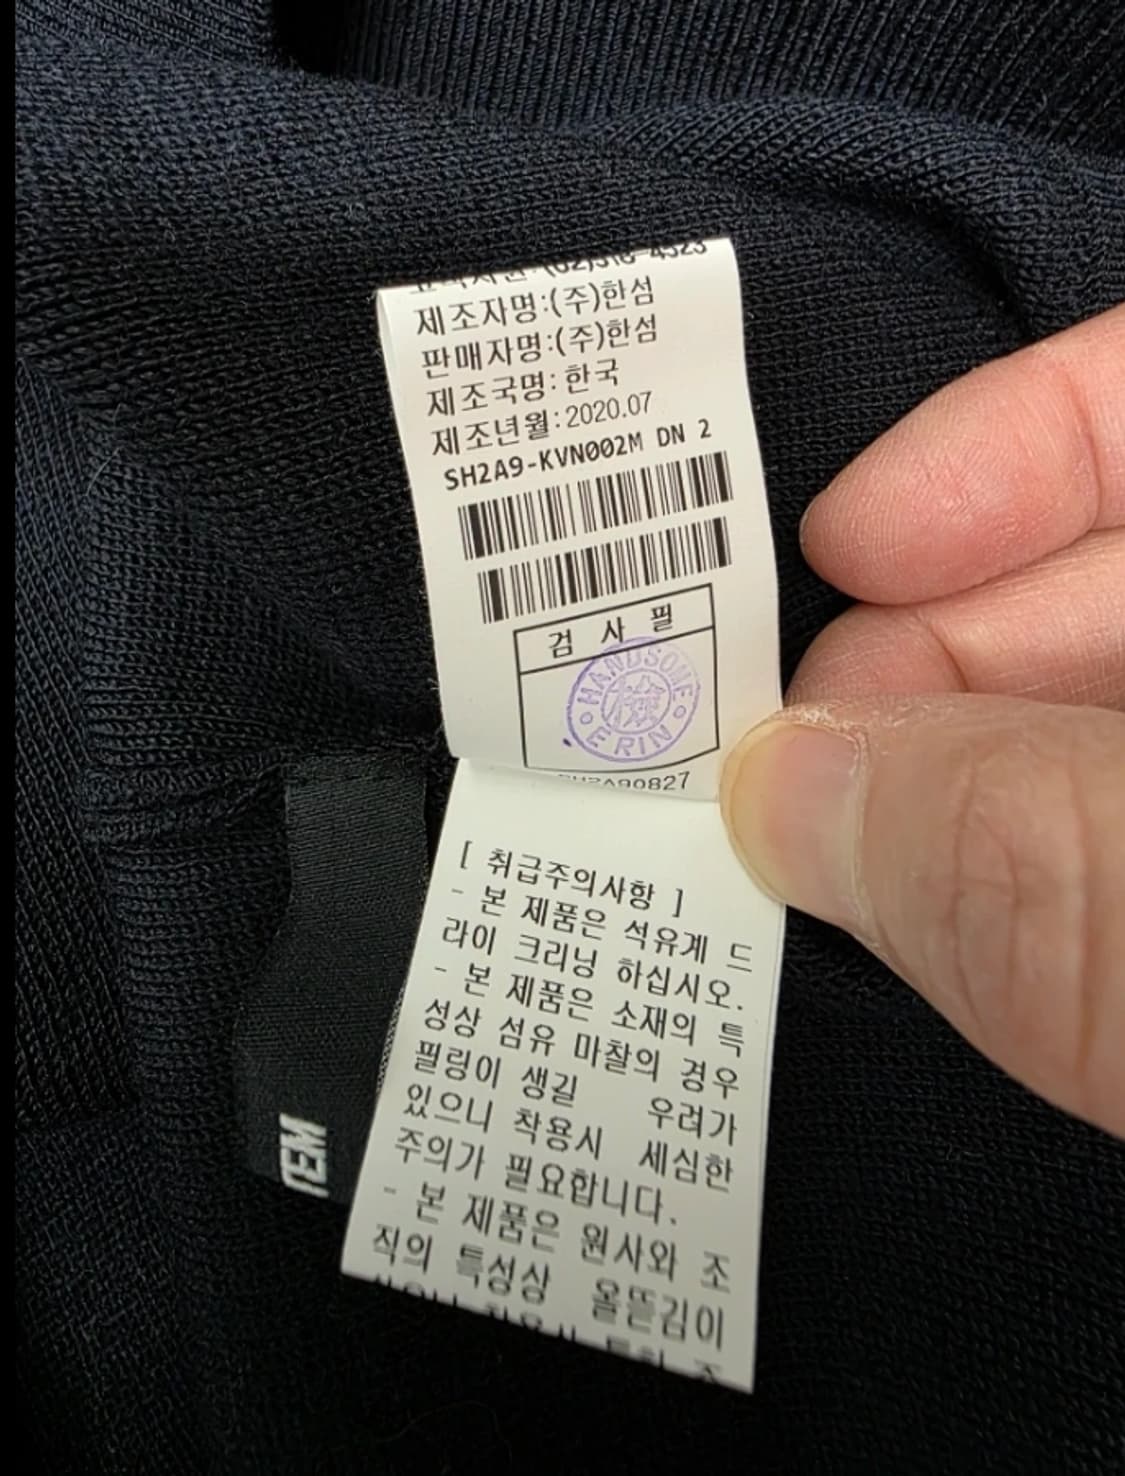 (02)518-4523
제조자명:(주)한섬
판매자명:(주)한섬
제조국명:한국
제조년월:2020.07
SH2A9-KVN002M DN 2
검 사 필
HANDSOME
ERIN
90827
[ 취급주의사항 ]
- 본 제품은 석유계 드
라이 크리닝 하십시오.
- 본 제품은 소재의 특
성상 섬유 마찰의 경우
필링이 생길 우려가
있으니 착용시 세심한
주의가 필요합니다.
- 본 제품은 원사와 조
직의 특성상 올뜯김이